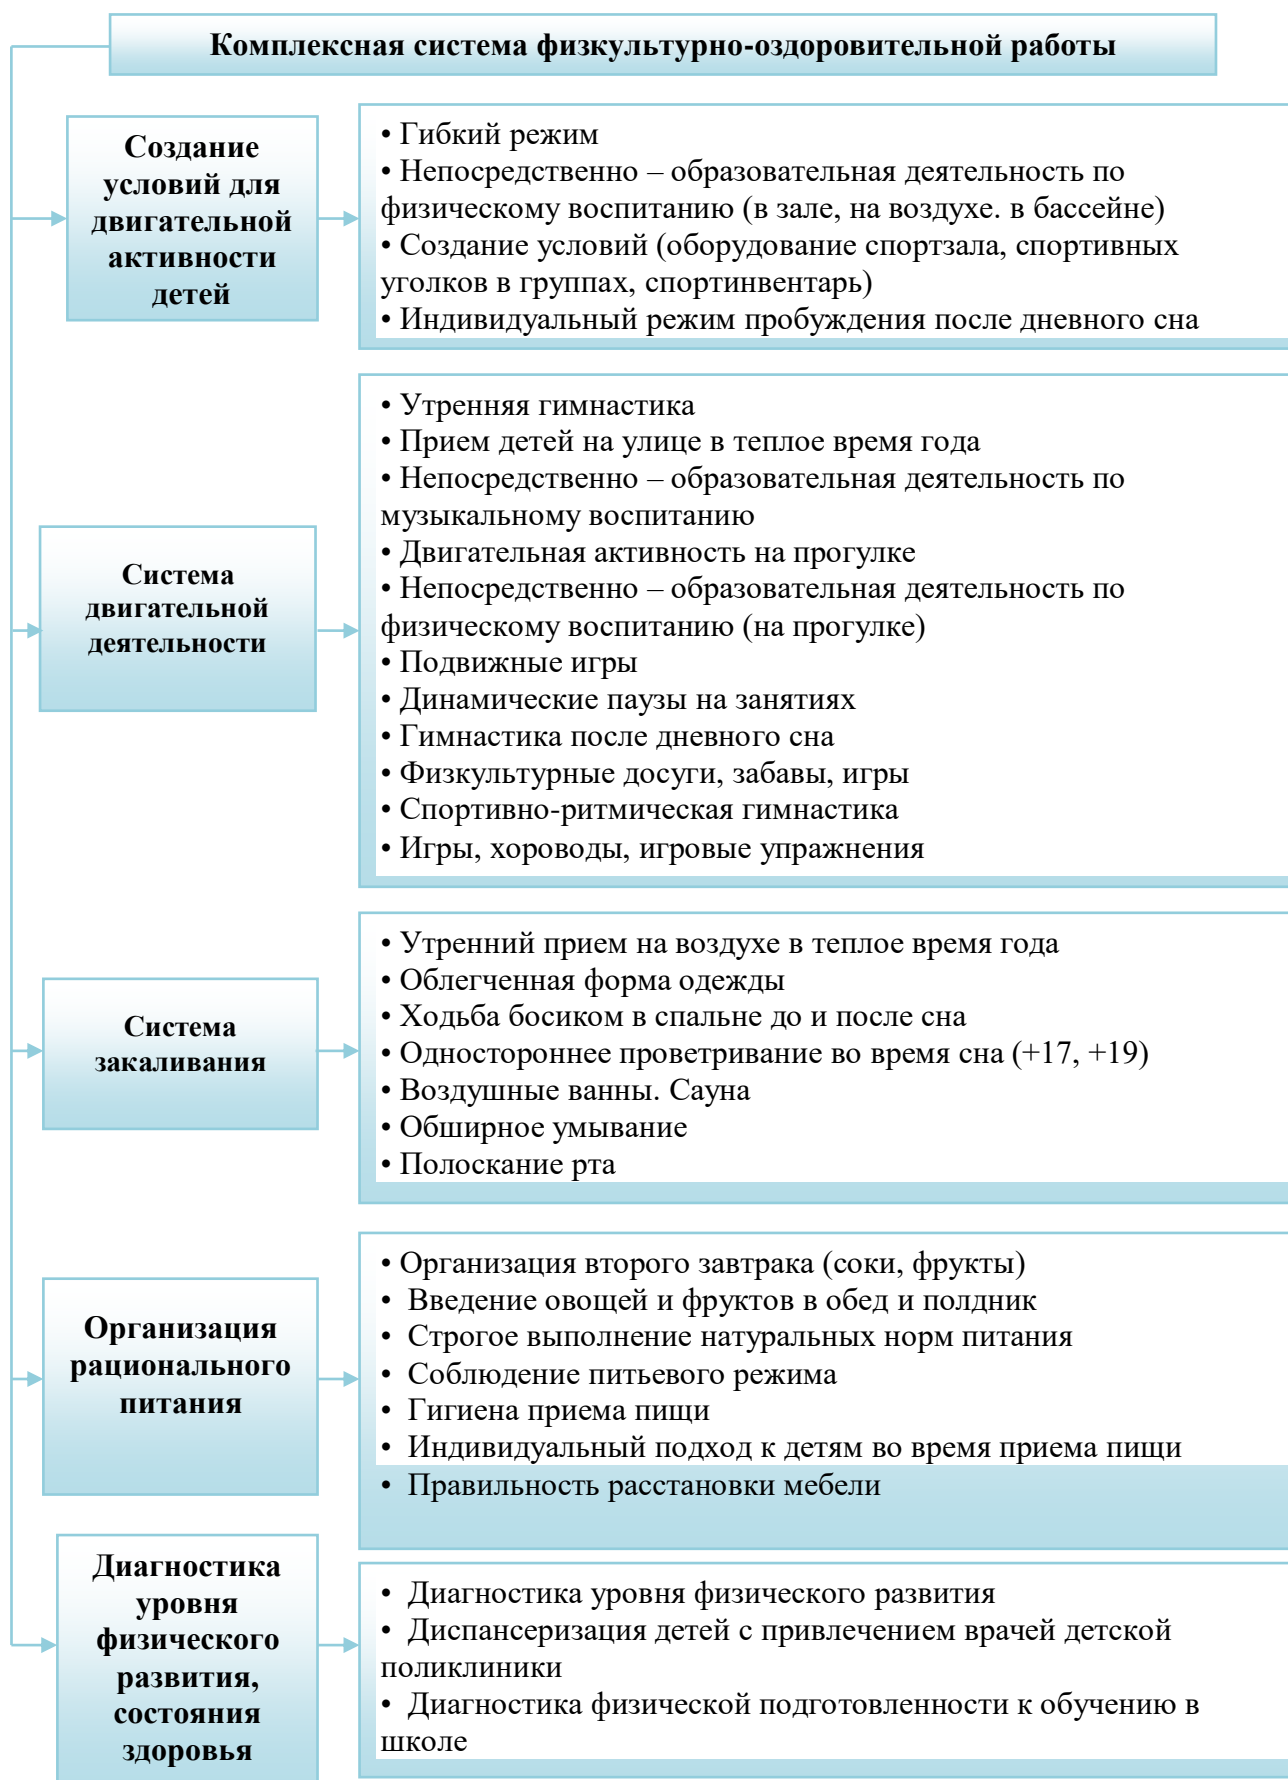 Комплексная система физкультурно-оздоровительной работы
Создание
условий для
двигательной
активности
детей
• Гибкий режим
• Непосредственно – образовательная деятельность по
физическому воспитанию (в зале, на воздухе. в бассейне)
• Создание условий (оборудование спортзала, спортивных
уголков в группах, спортинвентарь)
• Индивидуальный режим пробуждения после дневного сна
Система
двигательной
деятельности
• Утренняя гимнастика
• Прием детей на улице в теплое время года
• Непосредственно – образовательная деятельность по
музыкальному воспитанию
• Двигательная активность на прогулке
• Непосредственно – образовательная деятельность по
физическому воспитанию (на прогулке)
• Подвижные игры
• Динамические паузы на занятиях
• Гимнастика после дневного сна
• Физкультурные досуги, забавы, игры
• Спортивно-ритмическая гимнастика
• Игры, хороводы, игровые упражнения
Система
закаливания
• Утренний прием на воздухе в теплое время года
• Облегченная форма одежды
• Ходьба босиком в спальне до и после сна
• Одностороннее проветривание во время сна (+17, +19)
• Воздушные ванны. Сауна
• Обширное умывание
• Полоскание рта
Организация
рационального
питания
• Организация второго завтрака (соки, фрукты)
• Введение овощей и фруктов в обед и полдник
• Строгое выполнение натуральных норм питания
• Соблюдение питьевого режима
• Гигиена приема пищи
• Индивидуальный подход к детям во время приема пищи
• Правильность расстановки мебели
Диагностика
уровня
физического
развития,
состояния
здоровья
• Диагностика уровня физического развития
• Диспансеризация детей с привлечением врачей детской
поликлиники
• Диагностика физической подготовленности к обучению в
школе